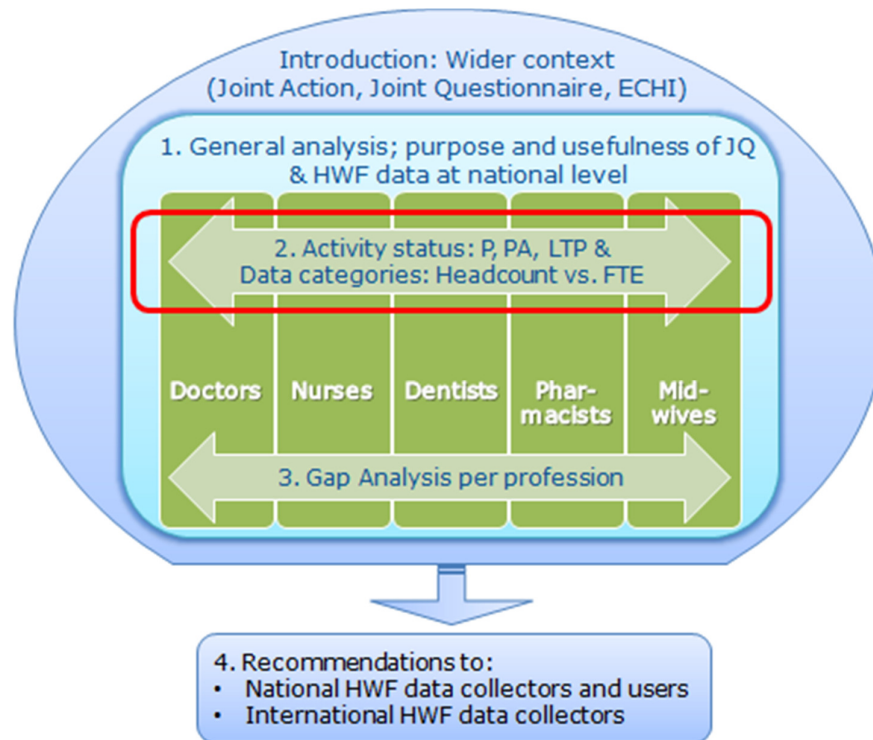 Introduction: Wider context
(Joint Action, Joint Questionnaire, ECHI)
1. General analysis; purpose and usefulness of JQ
& HWF data at national level
2. Activity status: P, PA, LTP &
Data categories: Headcount vs. FTE
Doctors
Nurses
Dentists
Phar-
macists
Mid-
wives
3. Gap Analysis per profession
4. Recommendations to:
• National HWF data collectors and users
• International HWF data collectors